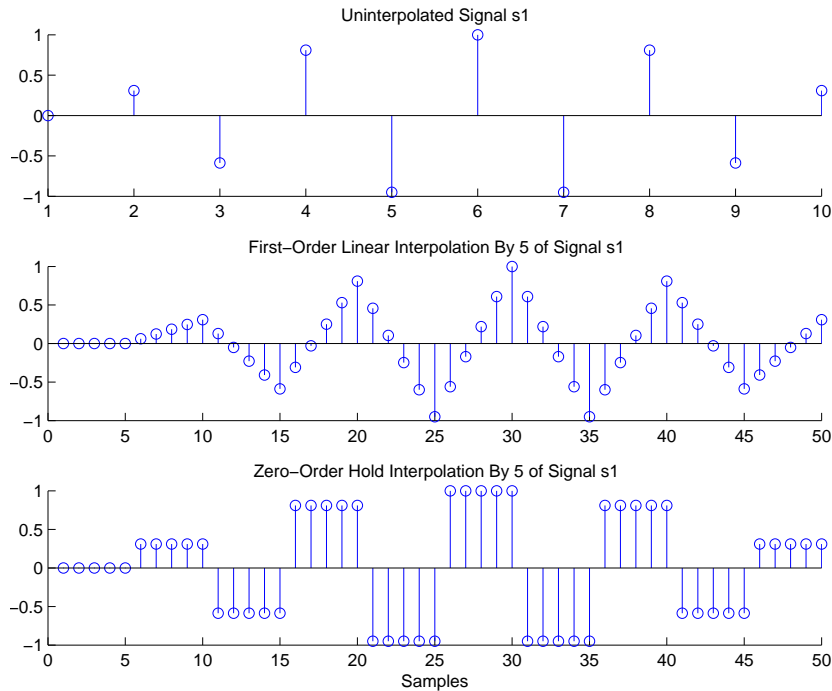 Uninterpolated Signal s1
1
0.5
0
−0.5
−1
1 2 3 4 5 6 7 8 9 10
First−Order Linear Interpolation By 5 of Signal s1
1
0.5
0
−0.5
−1
0 5 10 15 20 25 30 35 40 45 50
Zero−Order Hold Interpolation By 5 of Signal s1
1
0.5
0
−0.5
−1
0 5 10 15 20 25 30 35 40 45 50
Samples